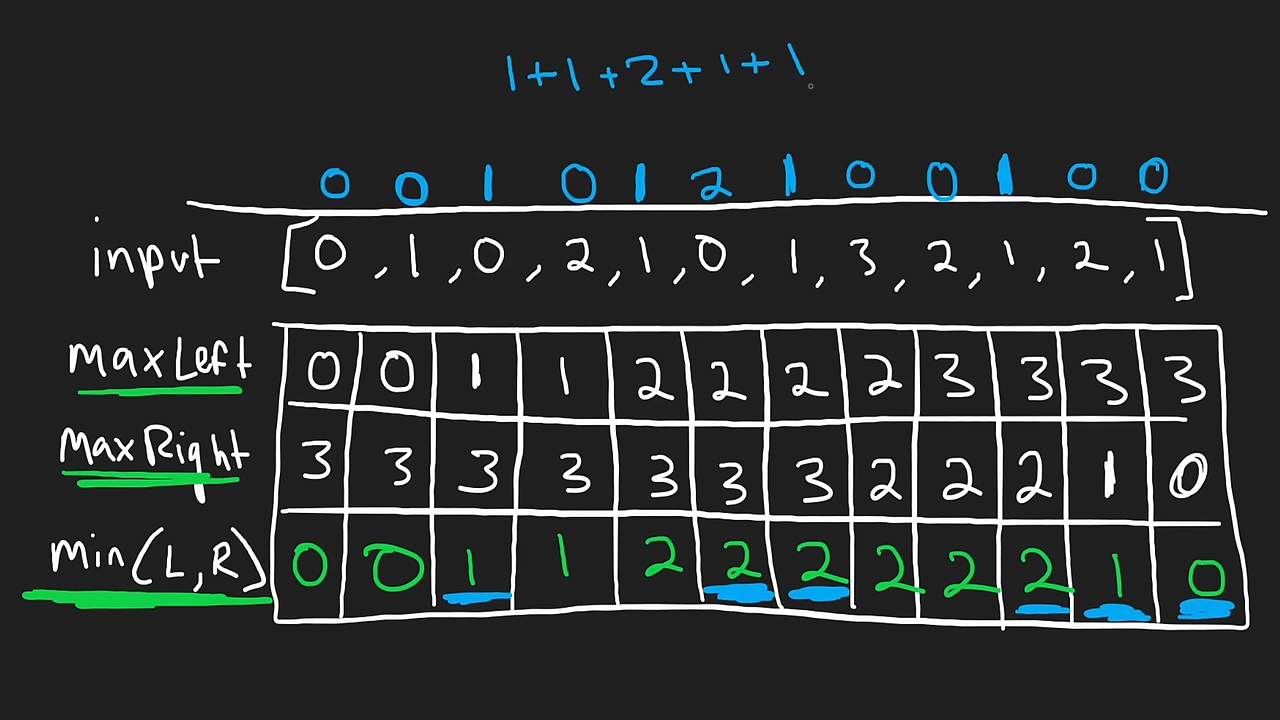 1+1+2+1+1
0 0 1 0 1 2 1 0 0 1 0 0
input [0,1,0,2,1,0,1,3,2,1,2,1]
maxLeft 0 0 1 1 2 2 2 2 3 3 3 3
maxRight 3 3 3 3 3 3 3 2 2 2 1 0
min(L,R) 0 0 1 1 2 2 2 2 2 2 1 0